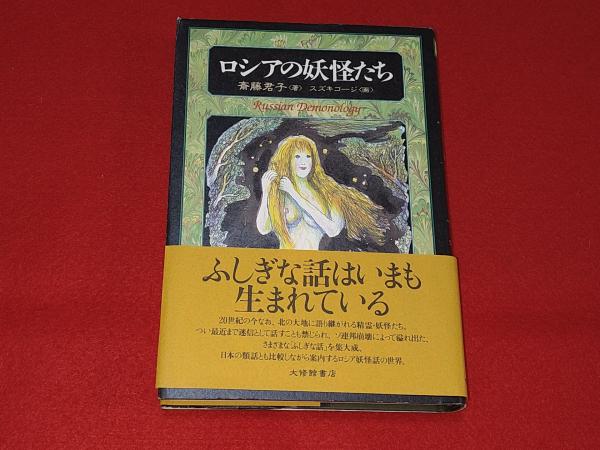 ロシアの妖怪たち
斎藤君子〈著〉 スズキコージ〈画〉
Russian Demonology
ふしぎな話はいまも
生まれている
20世紀の今なお、北の大地に語り継がれる精霊・妖怪たち。
つい最近まで迷信として話すことも禁じられ、ソ連邦崩壊によって溢れ出た、
さまざまな「ふしぎな話」を集大成。
日本の類話とも比較しながら案内するロシア妖怪話の世界。
大修館書店